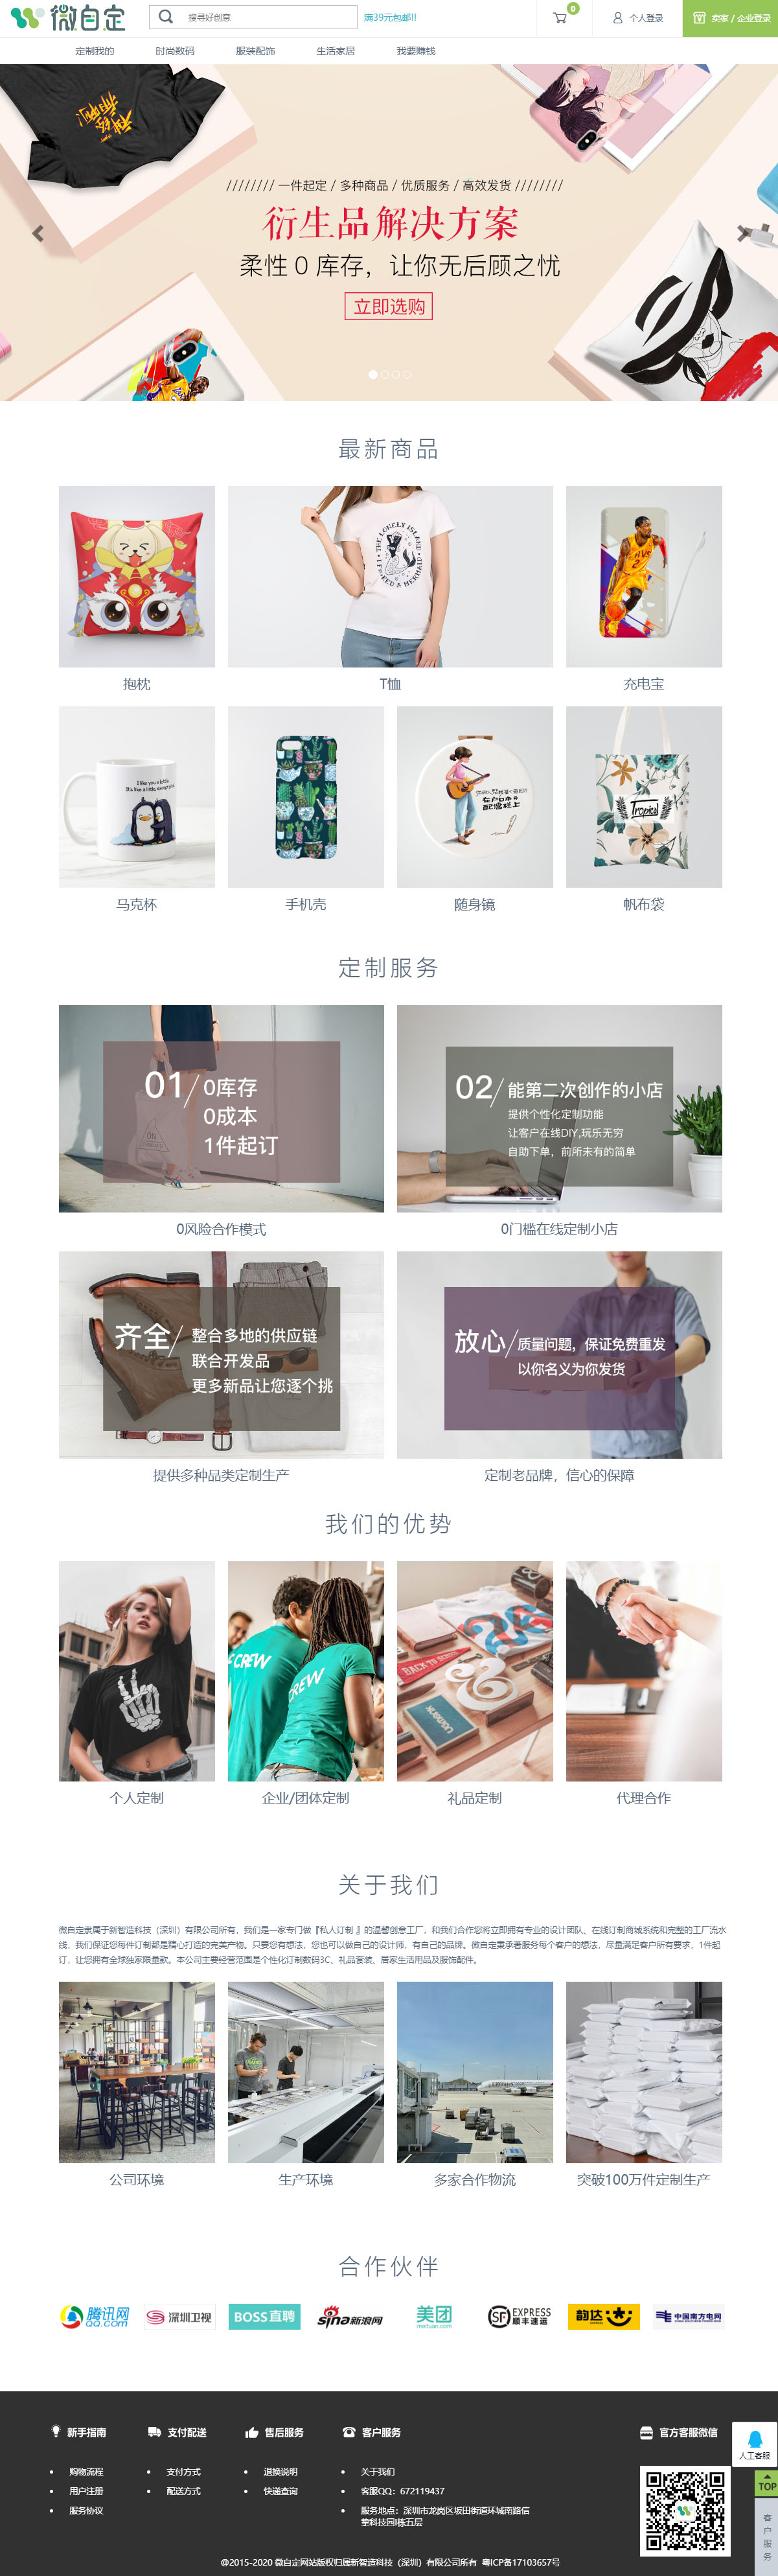 微自定
搜寻好创意
满39元包邮!!
0
个人登录
卖家 / 企业登录
定制我的
时尚数码
服装配饰
生活家居
我要赚钱
//////// 一件起定 / 多种商品 / 优质服务 / 高效发货 ////////
衍生品解决方案
柔性 0 库存，让你无后顾之忧
立即选购
最新商品
THE LONELY ISLAND
I F**KED A MERMAID
抱枕
T恤
充电宝
I like you a lottle,
It's like a little, except
Tropical
马克杯
手机壳
随身镜
帆布袋
定制服务
01/
0库存
0成本
1件起订
02/
能第二次创作的小店
提供个性化定制功能
让客户在线DIY,玩乐无穷
自助下单，前所未有的简单
0风险合作模式
0门槛在线定制小店
齐全/
整合多地的供应链
联合开发品
更多新品让您逐个挑
放心/
质量问题，保证免费重发
以你名义为你发货
提供多种品类定制生产
定制老品牌，信心的保障
我们的优势
CREW
CREW
BACK TO SCHOOL
个人定制
企业/团体定制
礼品定制
代理合作
关于我们
微自定隶属于新智造科技（深圳）有限公司所有，我们是一家专门做『私人订制 』的温馨创意工厂，和我们合作您将立即拥有专业的设计团队、在线订制商城系统和完整的工厂流水
线，我们保证您每件订制都是精心打造的完美产物。只要您有想法，您也可以做自己的设计师，有自己的品牌。微自定秉承著服务每个客户的想法，尽量满足客户所有要求，1件起
订，让您拥有全球独家限量款。本公司主要经营范围是个性化订制数码3C、礼品套装、居家生活用品及服饰配件。
公司环境
生产环境
多家合作物流
突破100万件定制生产
合作伙伴
腾讯网
QQ.com
深圳卫视
BOSS直聘
sina新浪网
美团
meituan.com
SF EXPRESS
顺丰速运
韵达
中国南方电网
新手指南
支付配送
售后服务
客户服务
官方客服微信
购物流程
用户注册
服务协议
支付方式
配送方式
退换说明
快递查询
关于我们
客服QQ：672119437
服务地点：深圳市龙岗区坂田街道环城南路信
挚科技园I栋五层
人工客服
TOP
客户服务
@2015-2020 微自定网站版权归属新智造科技（深圳）有限公司所有 粤ICP备17103657号